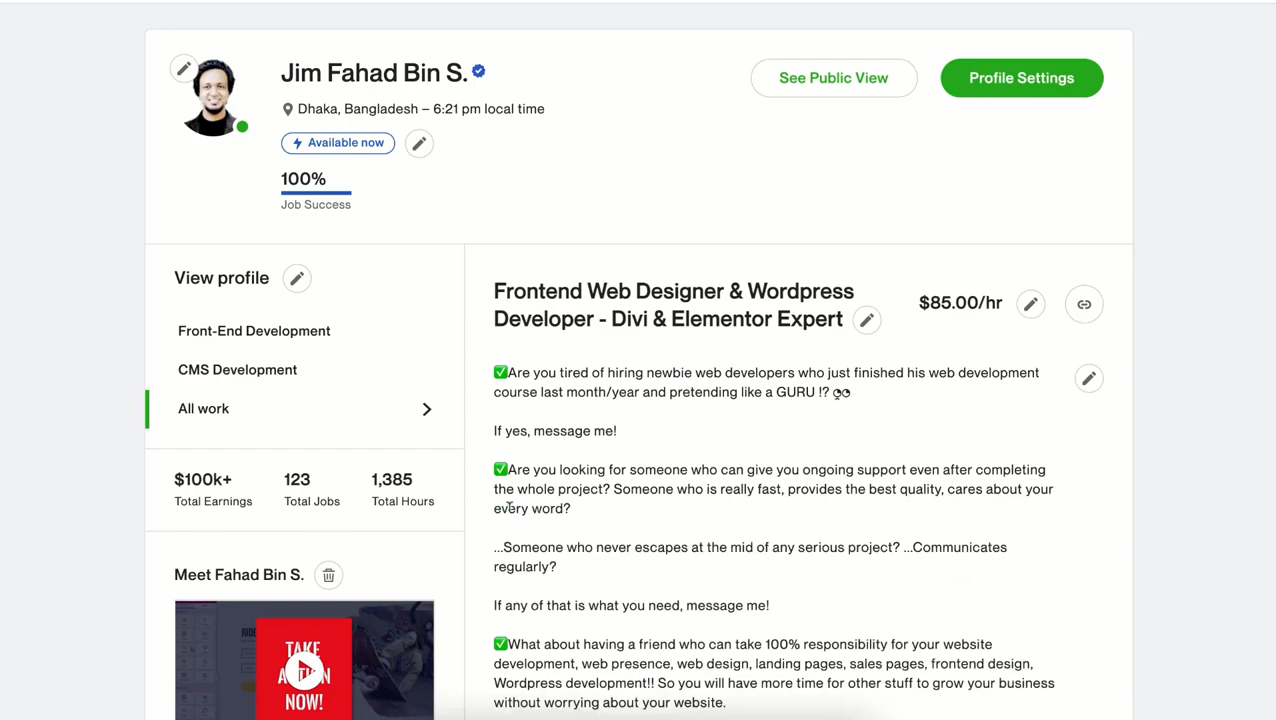 Jim Fahad Bin S.
See Public View
Profile Settings
Dhaka, Bangladesh – 6:21 pm local time
Available now
100%
Job Success
View profile
Front-End Development
CMS Development
All work
$100k+ 123 1,385
Total Earnings Total Jobs Total Hours
Meet Fahad Bin S.
TAKE
ACTION
NOW!
Frontend Web Designer & Wordpress
Developer - Divi & Elementor Expert
$85.00/hr
✅Are you tired of hiring newbie web developers who just finished his web development
course last month/year and pretending like a GURU !? 👀
If yes, message me!
✅Are you looking for someone who can give you ongoing support even after completing
the whole project? Someone who is really fast, provides the best quality, cares about your
every word?
...Someone who never escapes at the mid of any serious project? ...Communicates
regularly?
If any of that is what you need, message me!
✅What about having a friend who can take 100% responsibility for your website
development, web presence, web design, landing pages, sales pages, frontend design,
Wordpress development!! So you will have more time for other stuff to grow your business
without worrying about your website.